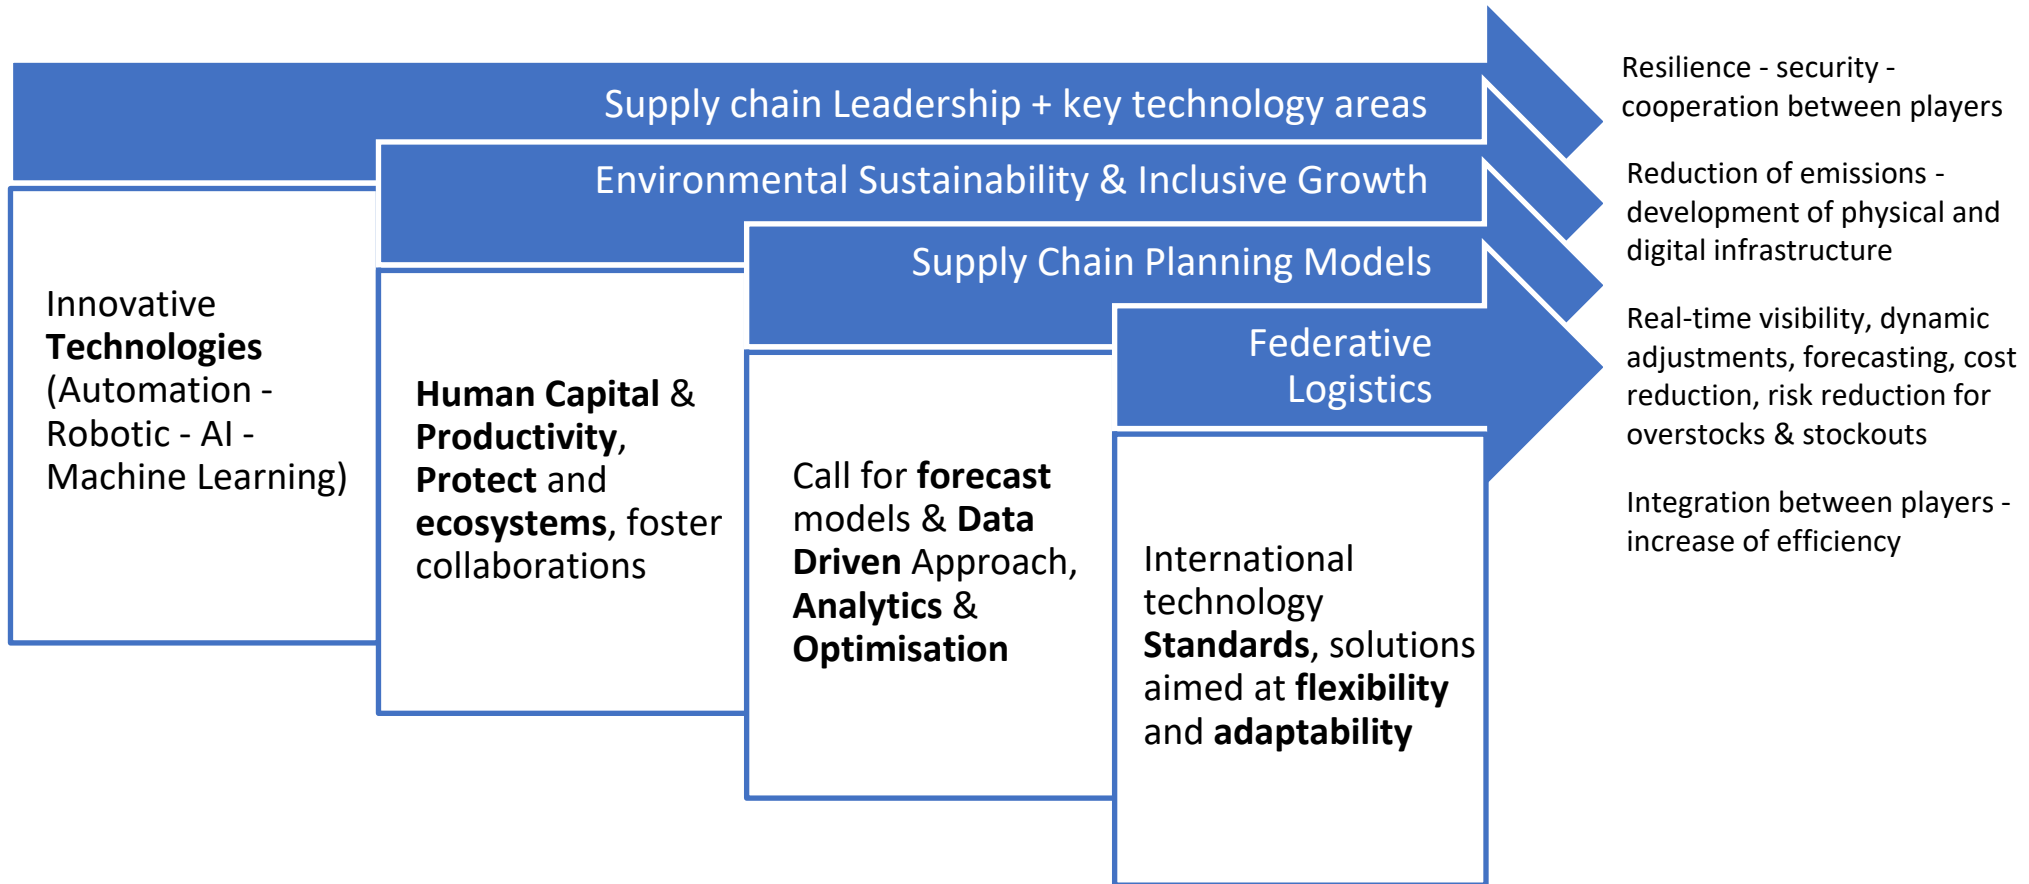 Supply chain Leadership + key technology areas
Environmental Sustainability & Inclusive Growth
Supply Chain Planning Models
Federative
Logistics
Innovative
Technologies
(Automation -
Robotic - AI -
Machine Learning)
Human Capital &
Productivity,
Protect and
ecosystems, foster
collaborations
Call for forecast
models & Data
Driven Approach,
Analytics &
Optimisation
International
technology
Standards, solutions
aimed at flexibility
and adaptability
Resilience - security -
cooperation between players
Reduction of emissions -
development of physical and
digital infrastructure
Real-time visibility, dynamic
adjustments, forecasting, cost
reduction, risk reduction for
overstocks & stockouts
Integration between players -
increase of efficiency